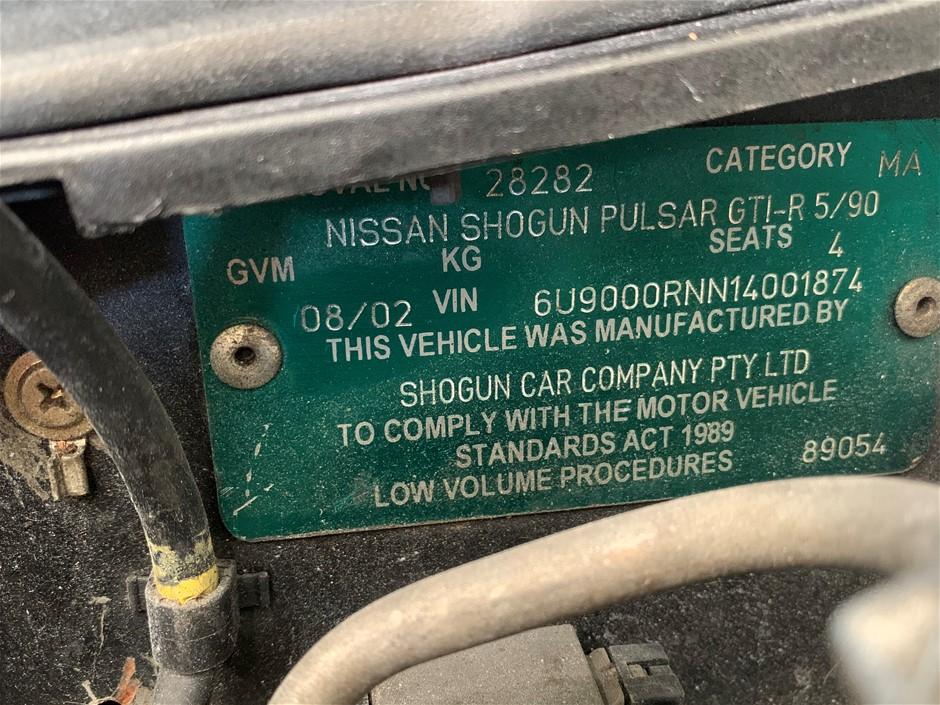 28282 CATEGORY MA
NISSAN SHOGUN PULSAR GTI-R 5/90
GVM KG SEATS 4
08/02 VIN 6U9000RNN14001874
THIS VEHICLE WAS MANUFACTURED BY
SHOGUN CAR COMPANY PTY LTD
TO COMPLY WITH THE MOTOR VEHICLE
STANDARDS ACT 1989
LOW VOLUME PROCEDURES 89054